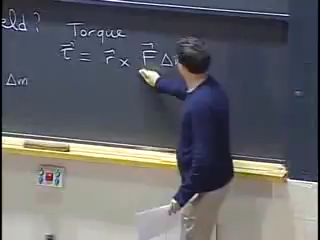 eld? Torque
τ⃗ = r⃗ × F⃗ Δ
Δm